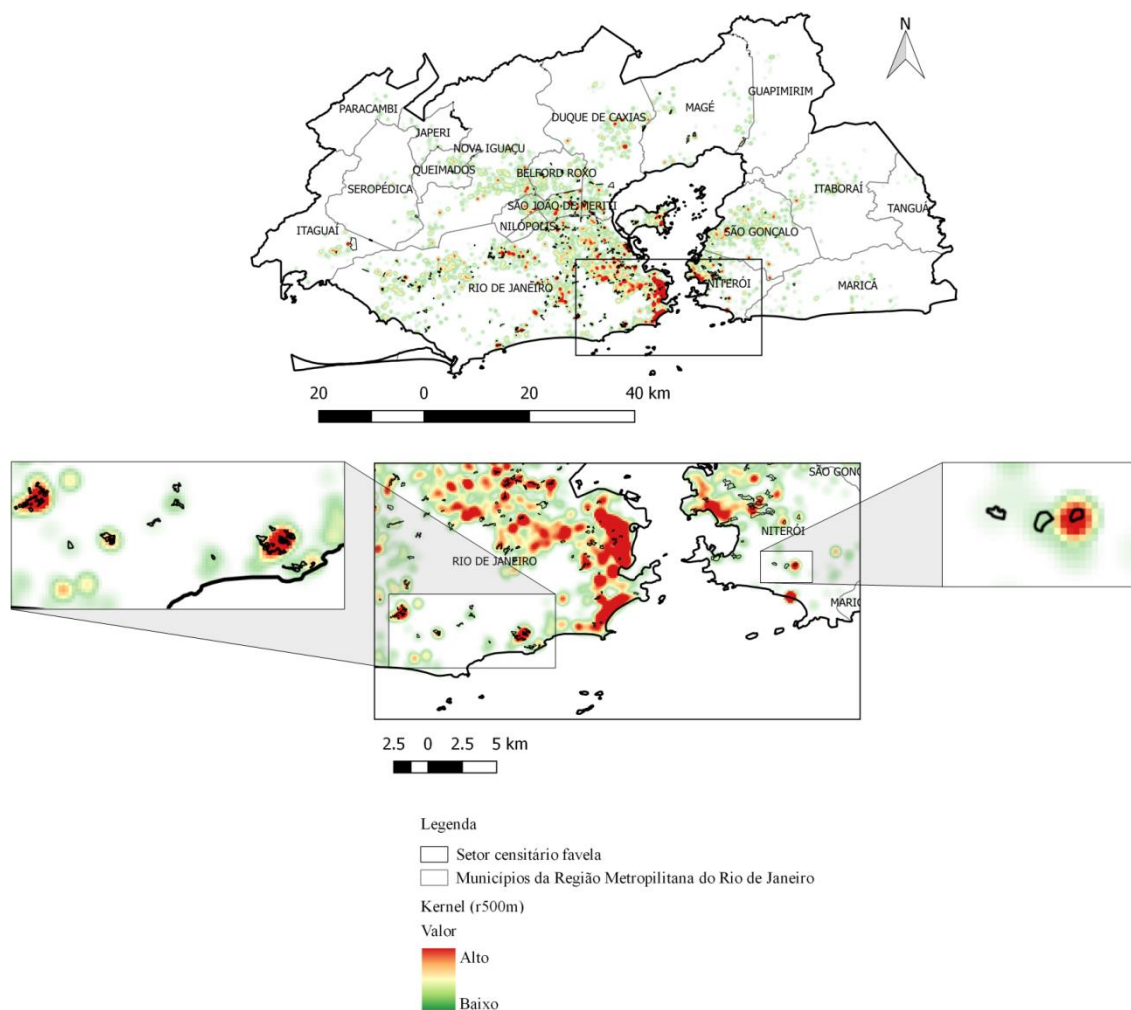 N
GUAPIMIRIM
MAGÉ
PARACAMBI
DUQUE DE CAXIAS
JAPERI
NOVA IGUAÇU
QUEIMADOS
BELFORD ROXO
SEROPÉDICA
ITABORAÍ
SÃO JOÃO DE MERITI
TANGUÁ
NILÓPOLIS
ITAGUAÍ
SÃO GONÇALO
RIO DE JANEIRO
NITERÓI
MARICÁ
20 0 20 40 km
SÃO GONÇ
NITERÓI
RIO DE JANEIRO
MARIC
2.5 0 2.5 5 km
Legenda
Setor censitário favela
Municípios da Região Metropilitana do Rio de Janeiro
Kernel (r500m)
Valor
Alto
Baixo